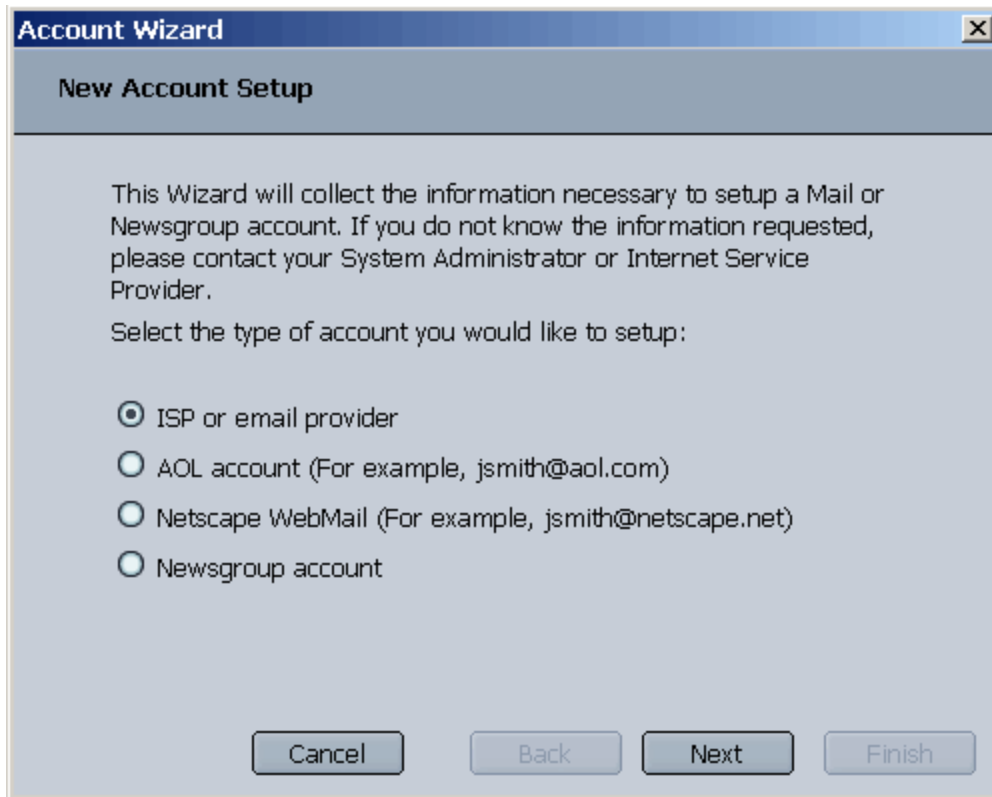 Account Wizard
New Account Setup
This Wizard will collect the information necessary to setup a Mail or
Newsgroup account. If you do not know the information requested,
please contact your System Administrator or Internet Service
Provider.
Select the type of account you would like to setup:
ISP or email provider
AOL account (For example, jsmith@aol.com)
Netscape WebMail (For example, jsmith@netscape.net)
Newsgroup account
Cancel Back Next Finish